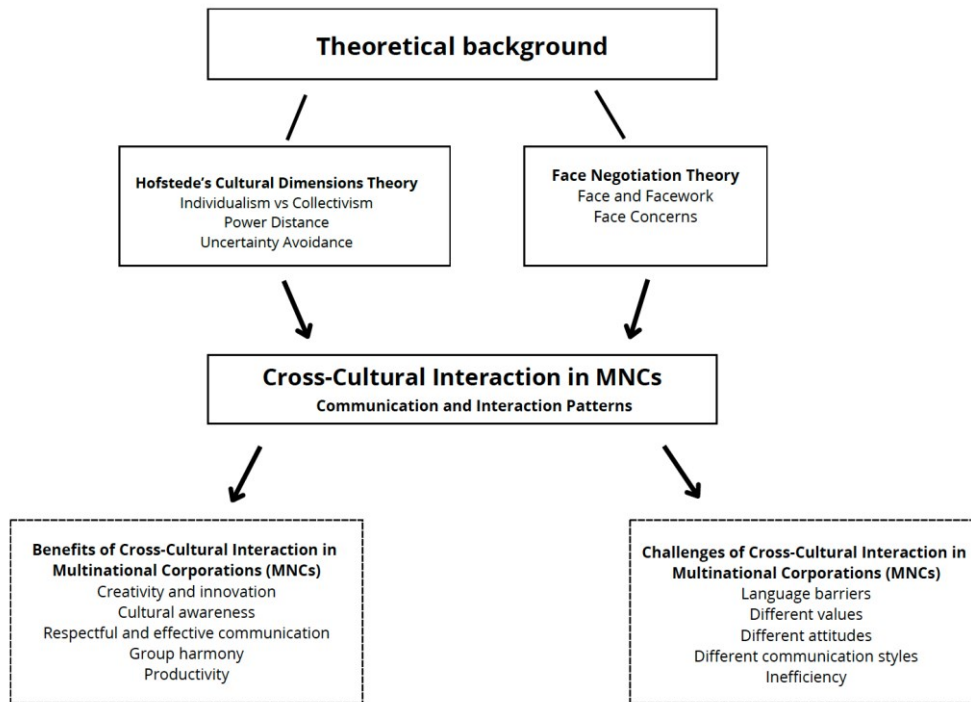 Theoretical background
Hofstede's Cultural Dimensions Theory
Individualism vs Collectivism
Power Distance
Uncertainty Avoidance
Face Negotiation Theory
Face and Facework
Face Concerns
Cross-Cultural Interaction in MNCs
Communication and Interaction Patterns
Benefits of Cross-Cultural Interaction in
Multinational Corporations (MNCs)
Creativity and innovation
Cultural awareness
Respectful and effective communication
Group harmony
Productivity
Challenges of Cross-Cultural Interaction in
Multinational Corporations (MNCs)
Language barriers
Different values
Different attitudes
Different communication styles
Inefficiency